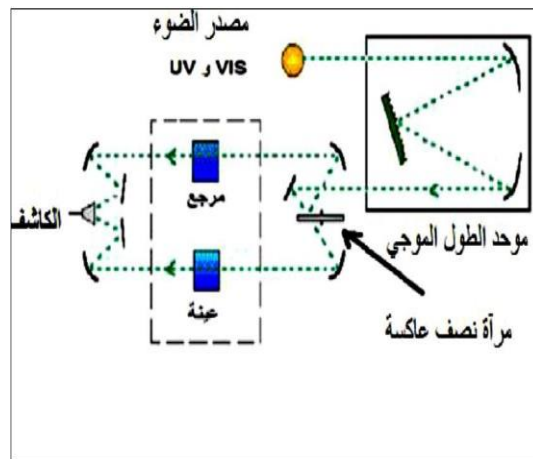 مصدر الضوء
UV و VIS
مرجع
الكاشف
عينة
موحد الطول الموجي
مرآة نصف عاكسة